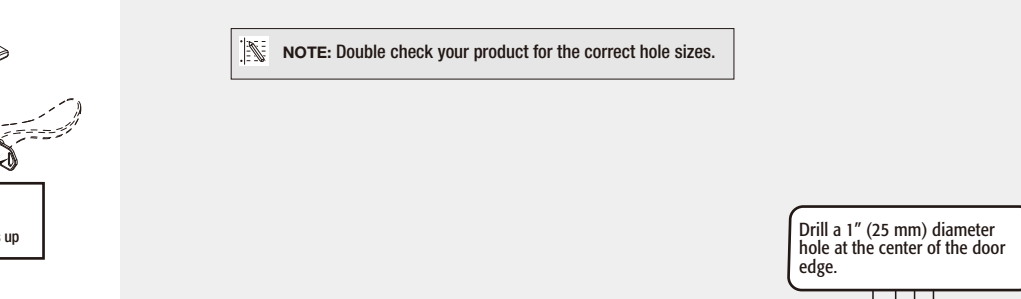 NOTE: Double check your product for the correct hole sizes.
up
Drill a 1” (25 mm) diameter
hole at the center of the door
edge.